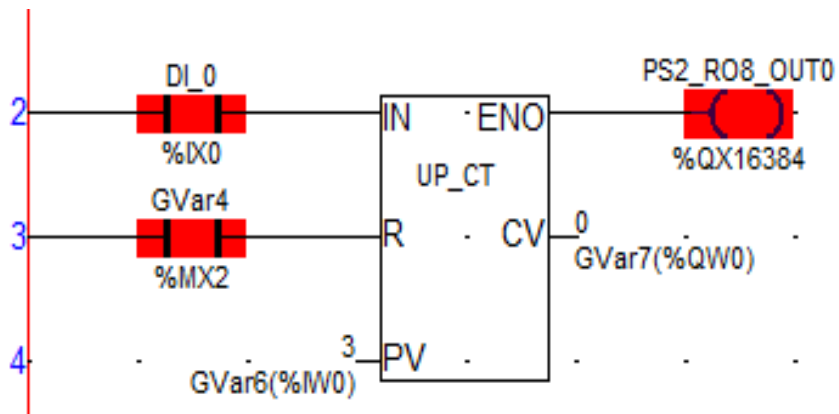 DI_0
PS2_RO8_OUT0
2
IN
ENO
%IX0
UP_CT
%QX16384
GVar4
3
R
CV
0
%MX2
GVar7(%QW0)
4
3
PV
GVar6(%IW0)